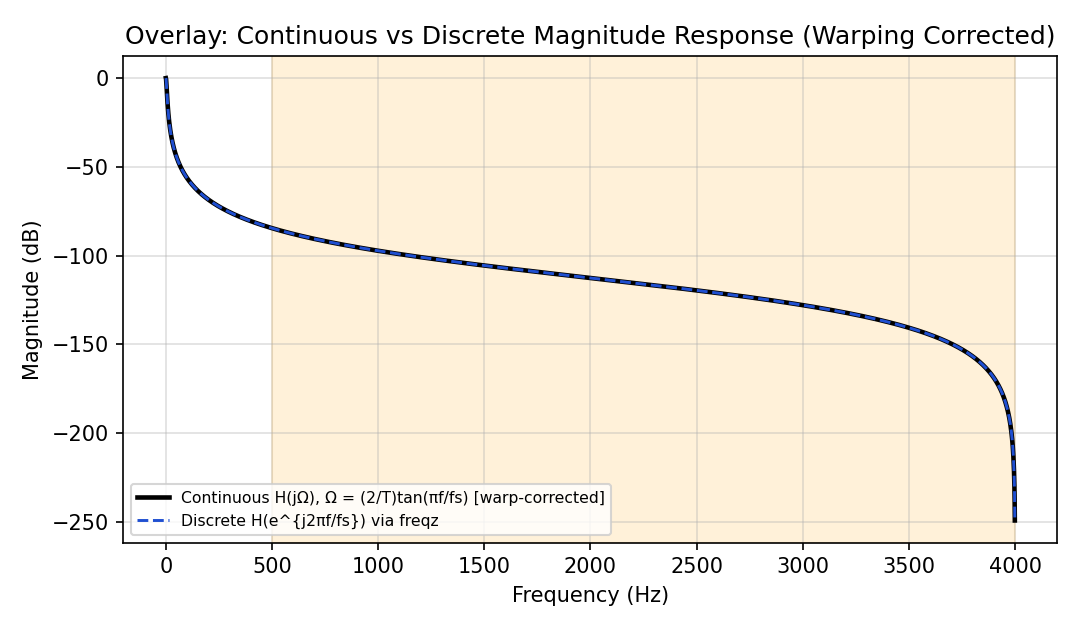 Overlay: Continuous vs Discrete Magnitude Response (Warping Corrected)
Magnitude (dB)
0
−50
−100
−150
−200
−250
Continuous H(jΩ), Ω = (2/T)tan(πf/fs) [warp-corrected]
Discrete H(e^{j2πf/fs}) via freqz
0 500 1000 1500 2000 2500 3000 3500 4000
Frequency (Hz)